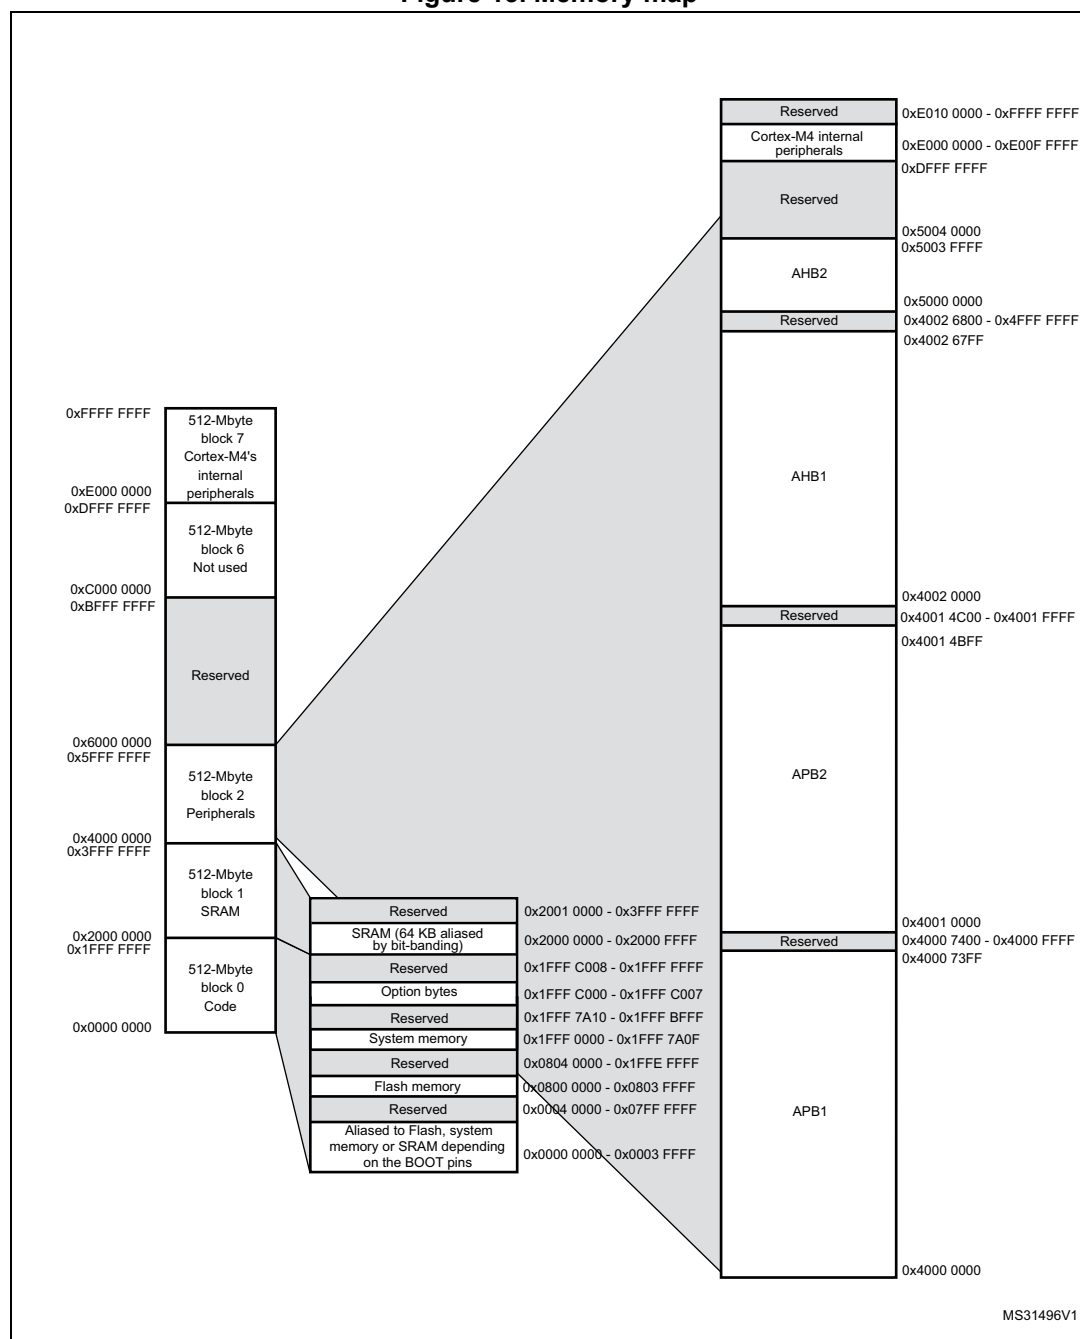 0xFFFF FFFF
512-Mbyte
block 7
Cortex-M4's
internal
peripherals
0xE000 0000
0xDFFF FFFF
512-Mbyte
block 6
Not used
0xC000 0000
0xBFFF FFFF
Reserved
0x6000 0000
0x5FFF FFFF
512-Mbyte
block 2
Peripherals
0x4000 0000
0x3FFF FFFF
512-Mbyte
block 1
SRAM
0x2000 0000
0x1FFF FFFF
512-Mbyte
block 0
Code
0x0000 0000
Reserved 0x2001 0000 - 0x3FFF FFFF
SRAM (64 KB aliased
by bit-banding)
0x2000 0000 - 0x2000 FFFF
Reserved 0x1FFF C008 - 0x1FFF FFFF
Option bytes 0x1FFF C000 - 0x1FFF C007
Reserved 0x1FFF 7A10 - 0x1FFF BFFF
System memory 0x1FFF 0000 - 0x1FFF 7A0F
Reserved 0x0804 0000 - 0x1FFE FFFF
Flash memory 0x0800 0000 - 0x0803 FFFF
Reserved 0x0004 0000 - 0x07FF FFFF
Aliased to Flash, system
memory or SRAM depending
on the BOOT pins
0x0000 0000 - 0x0003 FFFF
Reserved 0xE010 0000 - 0xFFFF FFFF
Cortex-M4 internal
peripherals
0xE000 0000 - 0xE00F FFFF
0xDFFF FFFF
Reserved
0x5004 0000
0x5003 FFFF
AHB2
0x5000 0000
Reserved 0x4002 6800 - 0x4FFF FFFF
0x4002 67FF
AHB1
0x4002 0000
Reserved 0x4001 4C00 - 0x4001 FFFF
0x4001 4BFF
APB2
0x4001 0000
Reserved 0x4000 7400 - 0x4000 FFFF
0x4000 73FF
APB1
0x4000 0000
MS31496V1